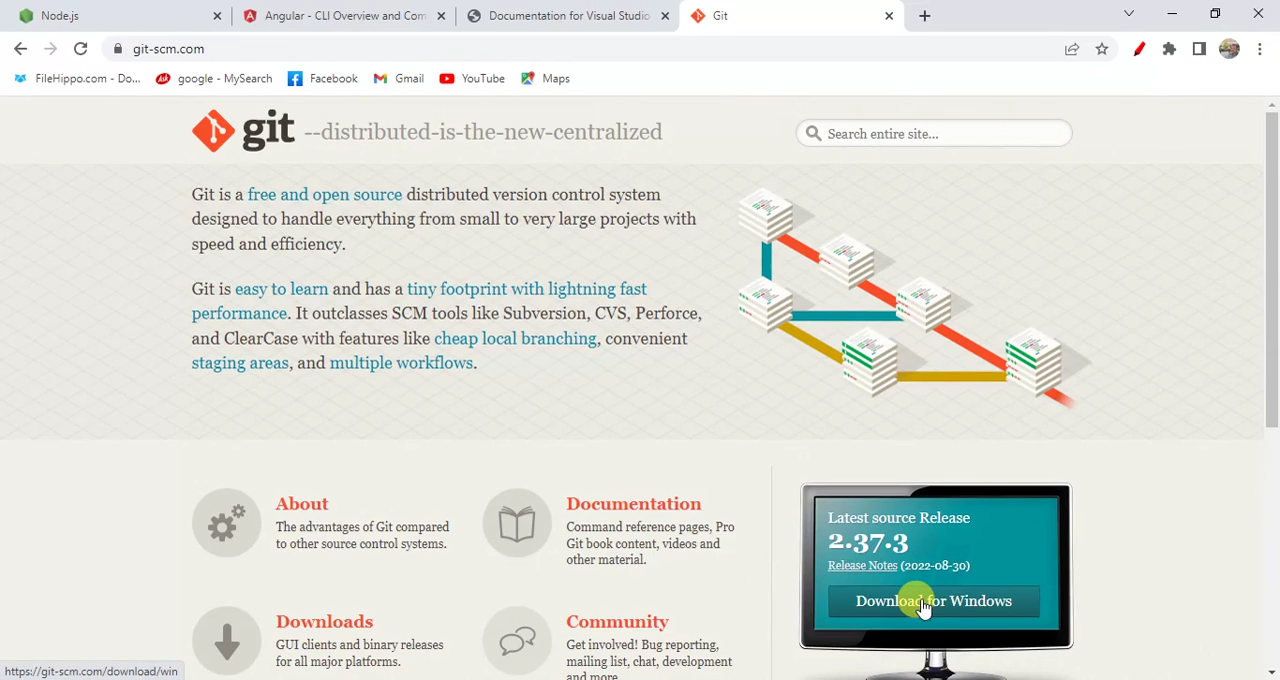 Node.js
Angular - CLI Overview and Com
Documentation for Visual Studio
Git
git-scm.com
FileHippo.com - Do...
google - MySearch
Facebook
Gmail
YouTube
Maps
git --distributed-is-the-new-centralized
Search entire site...
Git is a free and open source distributed version control system
designed to handle everything from small to very large projects with
speed and efficiency.
Git is easy to learn and has a tiny footprint with lightning fast
performance. It outclasses SCM tools like Subversion, CVS, Perforce,
and ClearCase with features like cheap local branching, convenient
staging areas, and multiple workflows.
About
The advantages of Git compared
to other source control systems.
Documentation
Command reference pages, Pro
Git book content, videos and
other material.
Latest source Release
2.37.3
Release Notes (2022-08-30)
Download for Windows
Downloads
GUI clients and binary releases
for all major platforms.
Community
Get involved! Bug reporting,
mailing list, chat, development
and more.
https://git-scm.com/download/win